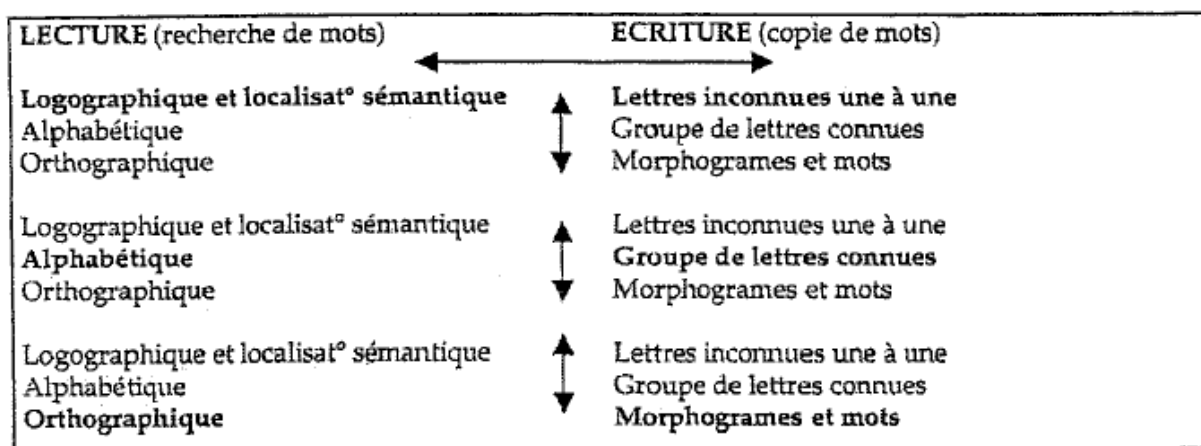 LECTURE (recherche de mots) ECRITURE (copie de mots)
Logographique et localisat° sémantique Lettres inconnues une à une
Alphabétique Groupe de lettres connues
Orthographique Morphogrames et mots
Logographique et localisat° sémantique Lettres inconnues une à une
Alphabétique Groupe de lettres connues
Orthographique Morphogrames et mots
Logographique et localisat° sémantique Lettres inconnues une à une
Alphabétique Groupe de lettres connues
Orthographique Morphogrames et mots